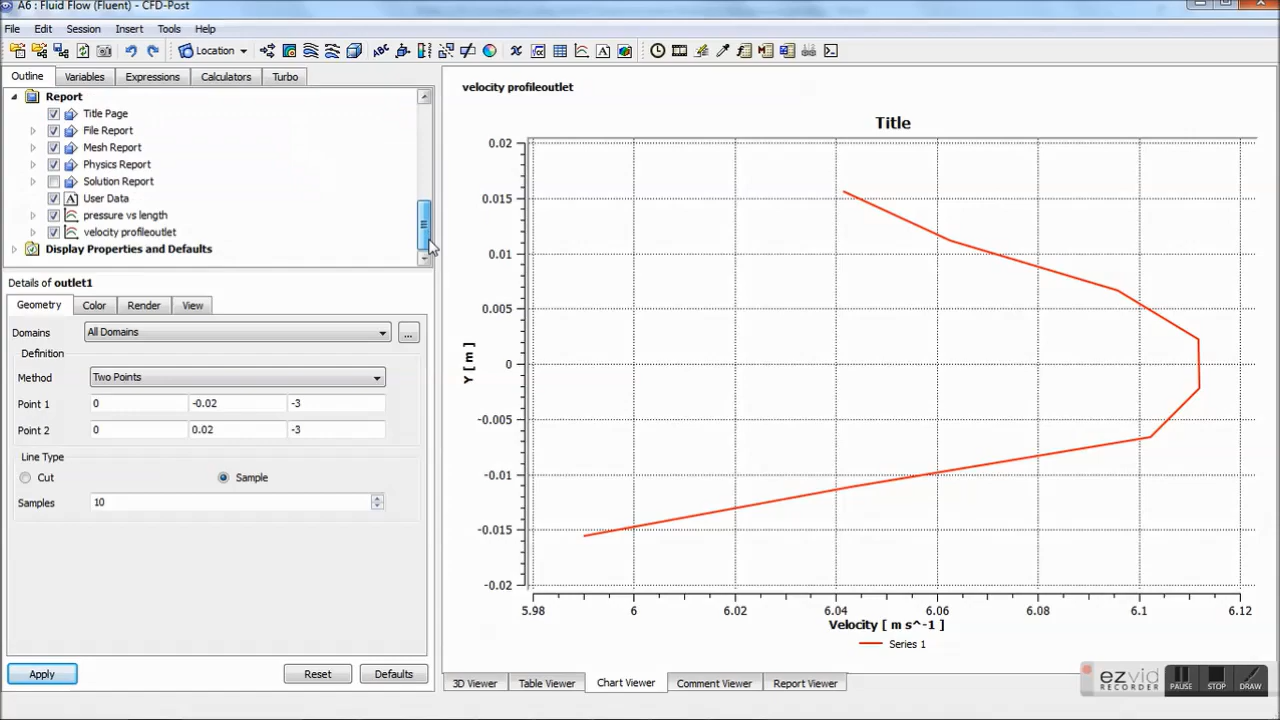 A6 : Fluid Flow (Fluent) - CFD-Post
File Edit Session Insert Tools Help
Location
Outline Variables Expressions Calculators Turbo
Report
Title Page
File Report
Mesh Report
Physics Report
Solution Report
User Data
pressure vs length
velocity profileoutlet
Display Properties and Defaults
Details of outlet1
Geometry Color Render View
Domains All Domains ...
Definition
Method Two Points
Point 1 0 -0.02 -3
Point 2 0 0.02 -3
Line Type
Cut Sample
Samples 10
Apply Reset Defaults
velocity profileoutlet
Title
0.02
0.015
0.01
0.005
0
-0.005
-0.01
-0.015
-0.02
Y [ m ]
5.98 6 6.02 6.04 6.06 6.08 6.1 6.12
Velocity [ m s^-1 ]
Series 1
3D Viewer Table Viewer Chart Viewer Comment Viewer Report Viewer
ezvid
RECORDER
PAUSE STOP DRAW